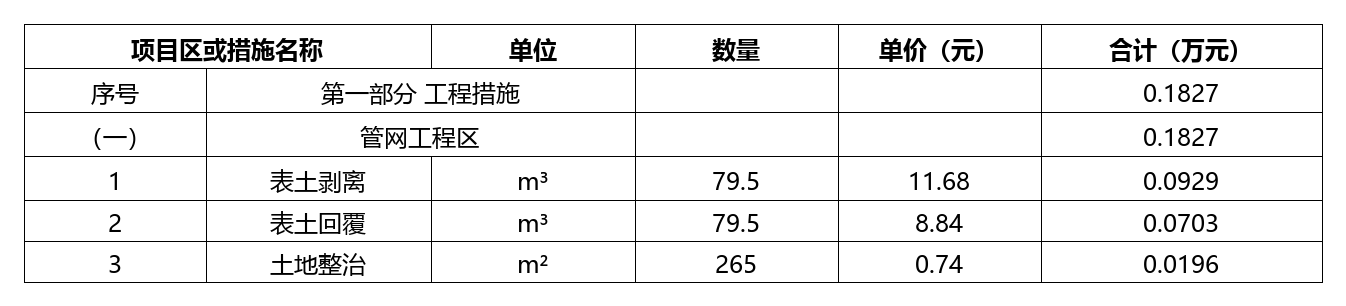 项目区或措施名称 单位 数量 单价（元） 合计（万元）
序号 第一部分 工程措施 0.1827
（一） 管网工程区 0.1827
1 表土剥离 m³ 79.5 11.68 0.0929
2 表土回覆 m³ 79.5 8.84 0.0703
3 土地整治 m² 265 0.74 0.0196